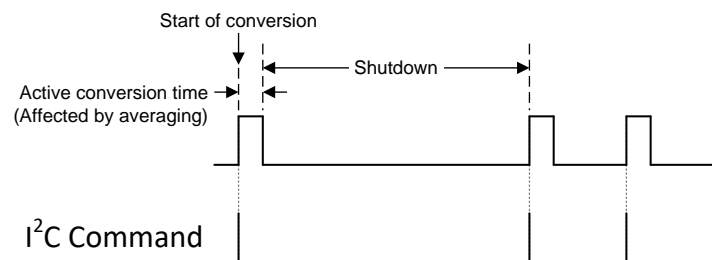 Start of conversion
Shutdown
Active conversion time
(Affected by averaging)
I²C Command